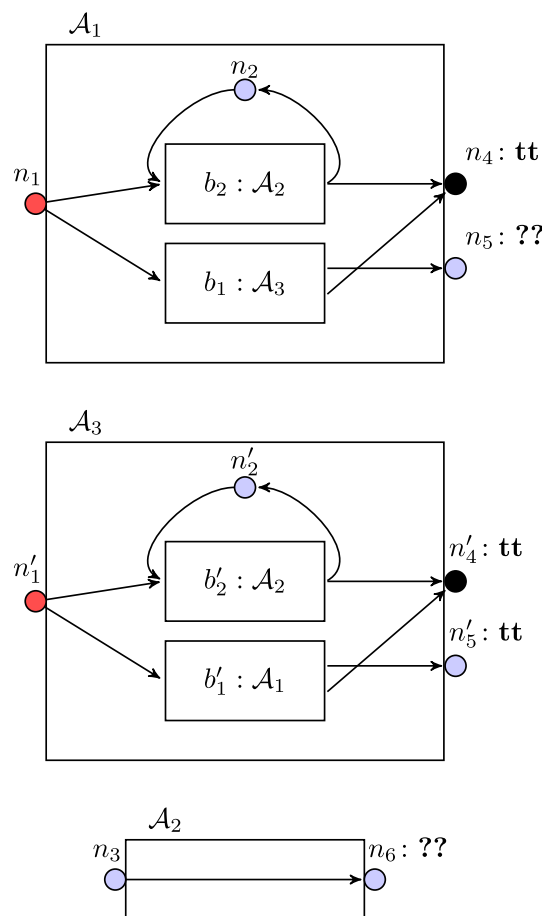 𝒜₁
n₂
n₄: tt
n₁
b₂ : 𝒜₂
n₅: ??
b₁ : 𝒜₃
𝒜₃
n′₂
n′₄: tt
n′₁
b′₂ : 𝒜₂
n′₅: tt
b′₁ : 𝒜₁
𝒜₂
n₃
n₆: ??